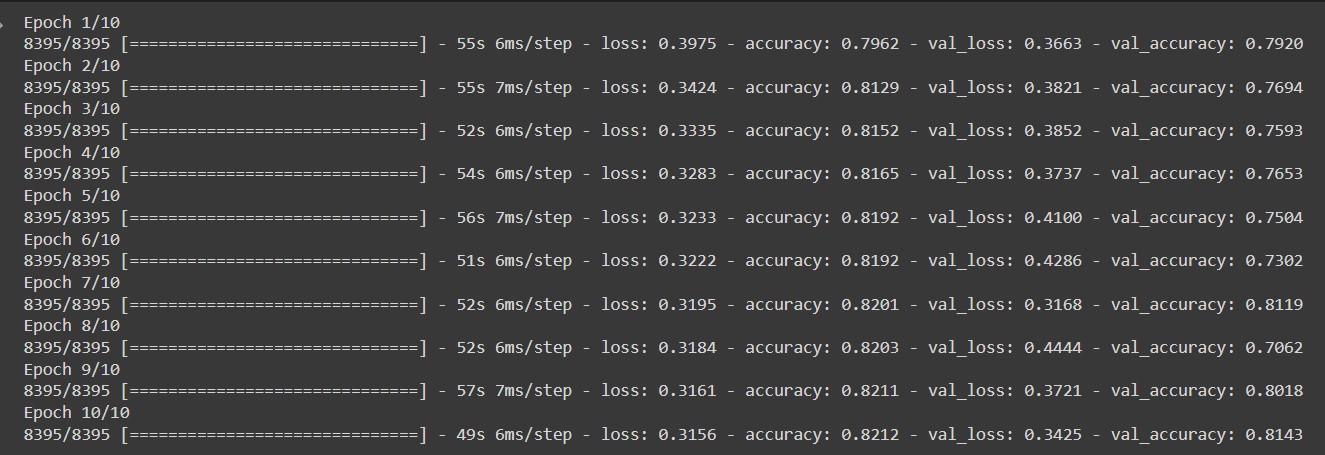 Epoch 1/10
8395/8395 [==============================] - 55s 6ms/step - loss: 0.3975 - accuracy: 0.7962 - val_loss: 0.3663 - val_accuracy: 0.7920
Epoch 2/10
8395/8395 [==============================] - 55s 7ms/step - loss: 0.3424 - accuracy: 0.8129 - val_loss: 0.3821 - val_accuracy: 0.7694
Epoch 3/10
8395/8395 [==============================] - 52s 6ms/step - loss: 0.3335 - accuracy: 0.8152 - val_loss: 0.3852 - val_accuracy: 0.7593
Epoch 4/10
8395/8395 [==============================] - 54s 6ms/step - loss: 0.3283 - accuracy: 0.8165 - val_loss: 0.3737 - val_accuracy: 0.7653
Epoch 5/10
8395/8395 [==============================] - 56s 7ms/step - loss: 0.3233 - accuracy: 0.8192 - val_loss: 0.4100 - val_accuracy: 0.7504
Epoch 6/10
8395/8395 [==============================] - 51s 6ms/step - loss: 0.3222 - accuracy: 0.8192 - val_loss: 0.4286 - val_accuracy: 0.7302
Epoch 7/10
8395/8395 [==============================] - 52s 6ms/step - loss: 0.3195 - accuracy: 0.8201 - val_loss: 0.3168 - val_accuracy: 0.8119
Epoch 8/10
8395/8395 [==============================] - 52s 6ms/step - loss: 0.3184 - accuracy: 0.8203 - val_loss: 0.4444 - val_accuracy: 0.7062
Epoch 9/10
8395/8395 [==============================] - 57s 7ms/step - loss: 0.3161 - accuracy: 0.8211 - val_loss: 0.3721 - val_accuracy: 0.8018
Epoch 10/10
8395/8395 [==============================] - 49s 6ms/step - loss: 0.3156 - accuracy: 0.8212 - val_loss: 0.3425 - val_accuracy: 0.8143